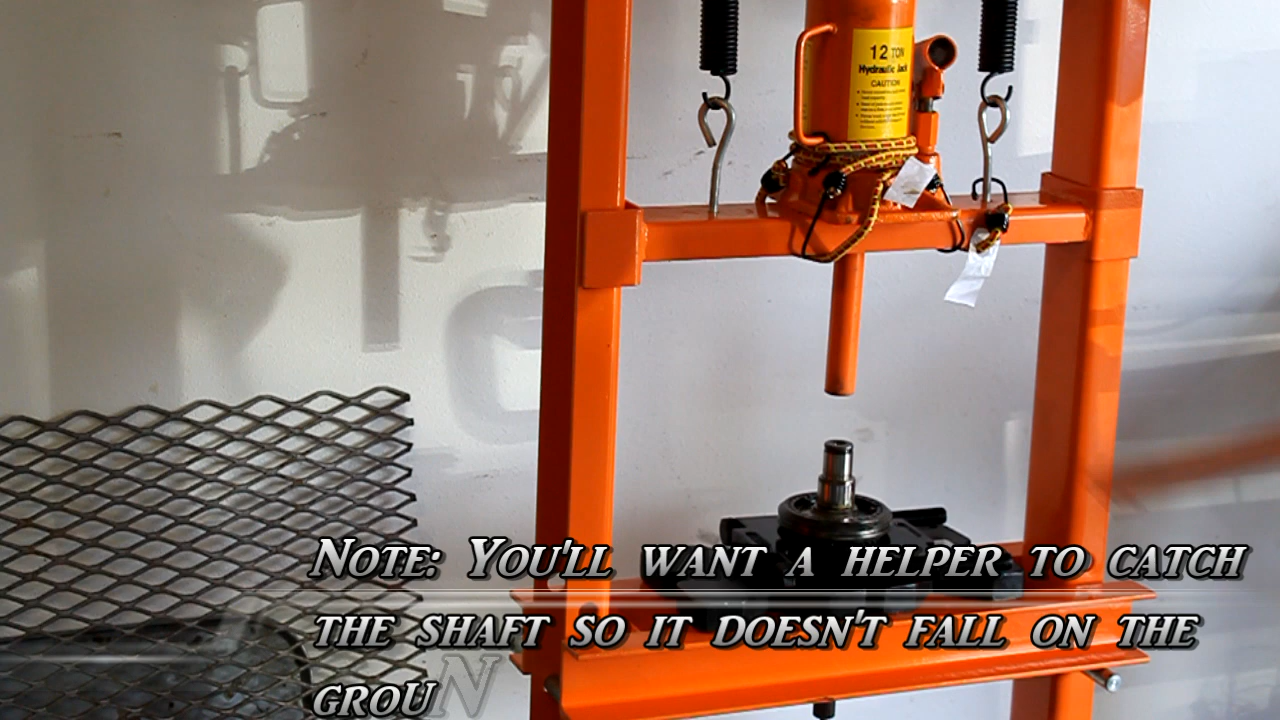 12 TON
Hydraulic Jack
CAUTION
Note: You'll want a helper to catch
the shaft so it doesn't fall on the
groun